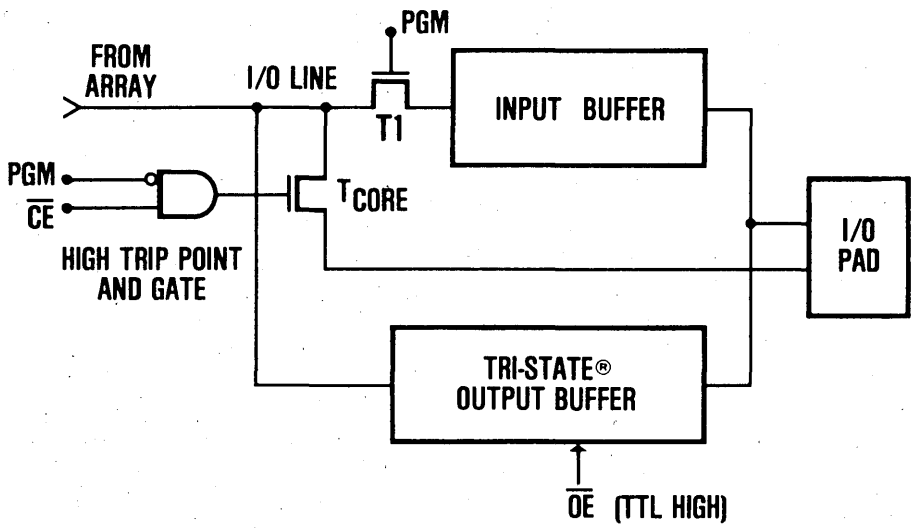 PGM
FROM
ARRAY
I/O LINE
INPUT BUFFER
T1
PGM
CE̅
TCORE
HIGH TRIP POINT
AND GATE
I/O
PAD
TRI-STATE®
OUTPUT BUFFER
OE̅ (TTL HIGH)